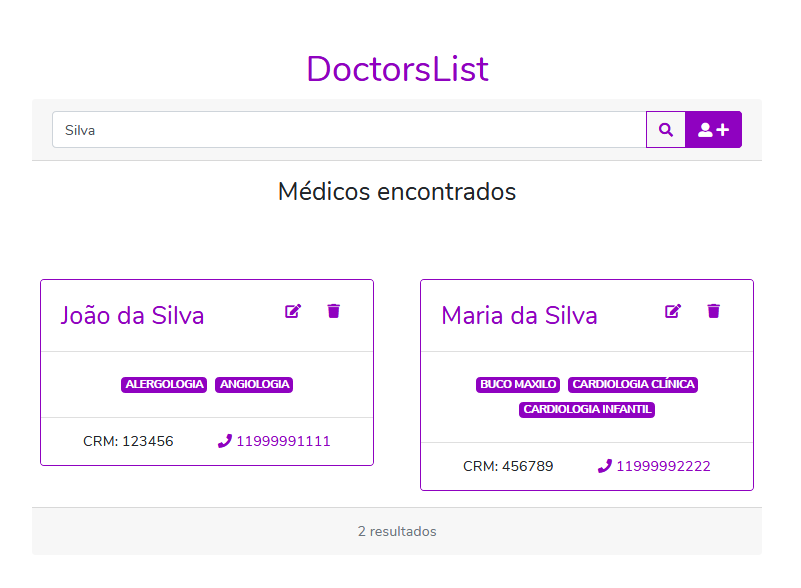 DoctorsList
Silva
Médicos encontrados
João da Silva
ALERGOLOGIA ANGIOLOGIA
CRM: 123456 11999991111
Maria da Silva
BUCO MAXILO CARDIOLOGIA CLÍNICA
CARDIOLOGIA INFANTIL
CRM: 456789 11999992222
2 resultados